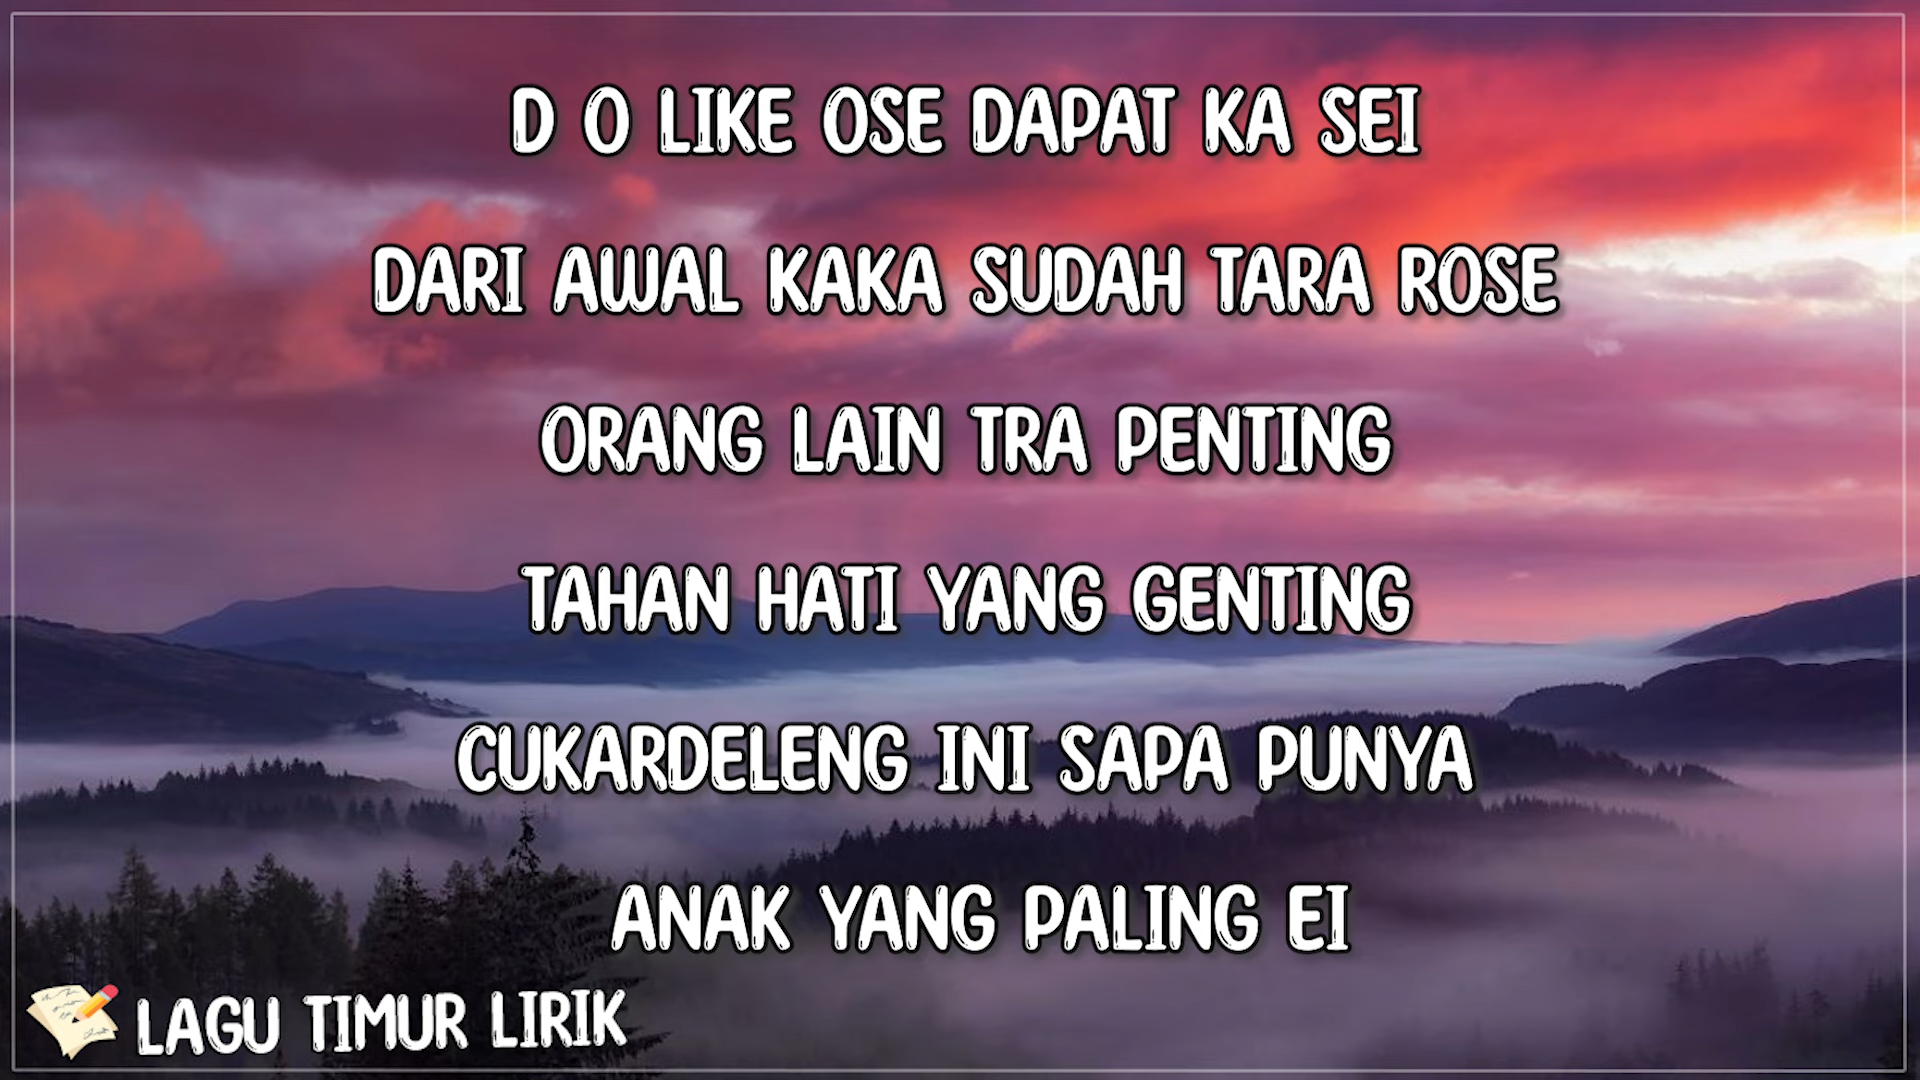 D O LIKE OSE DAPAT KA SEI
DARI AWAL KAKA SUDAH TARA ROSE
ORANG LAIN TRA PENTING
TAHAN HATI YANG GENTING
CUKARDELENG INI SAPA PUNYA
ANAK YANG PALING EI
LAGU TIMUR LIRIK